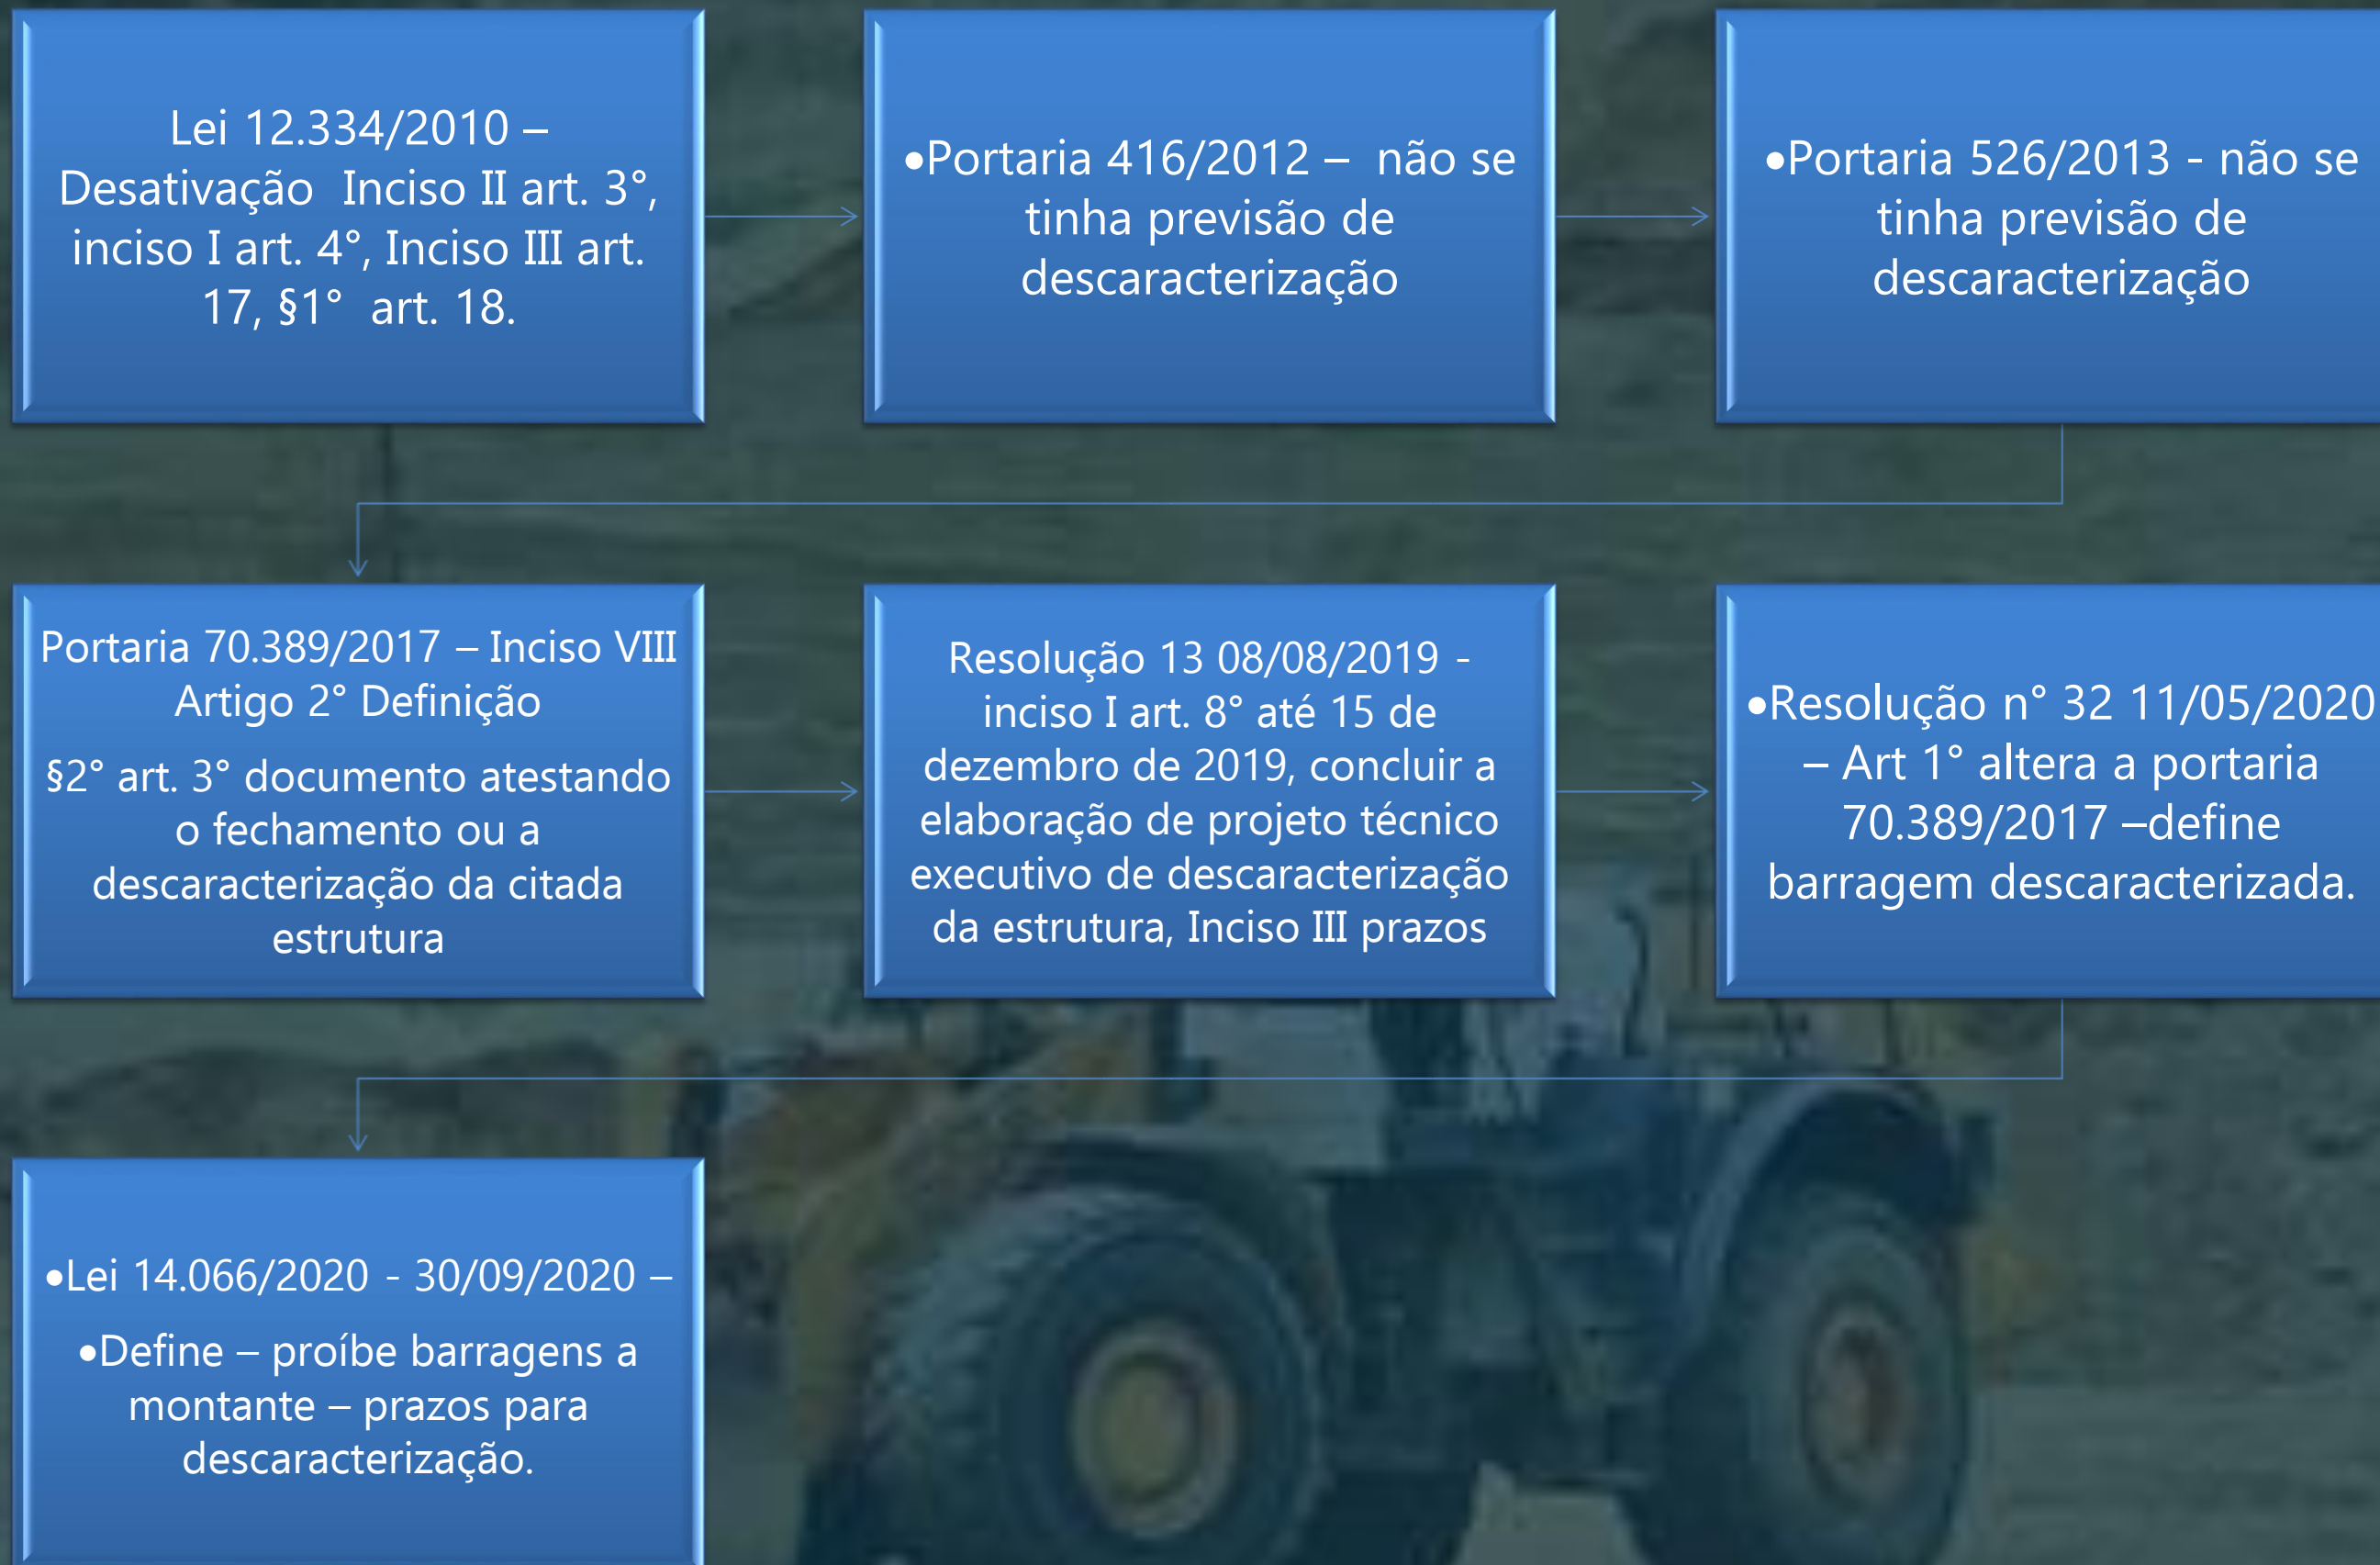 Lei 12.334/2010 –
Desativação  Inciso II art. 3°,
inciso I art. 4°, Inciso III art.
17, §1°  art. 18.
•Portaria 416/2012 –  não se
tinha previsão de
descaracterização
•Portaria 526/2013 - não se
tinha previsão de
descaracterização
Portaria 70.389/2017 – Inciso VIII
Artigo 2° Definição
§2° art. 3° documento atestando
o fechamento ou a
descaracterização da citada
estrutura
Resolução 13 08/08/2019 -
inciso I art. 8° até 15 de
dezembro de 2019, concluir a
elaboração de projeto técnico
executivo de descaracterização
da estrutura, Inciso III prazos
•Resolução n° 32 11/05/2020
– Art 1° altera a portaria
70.389/2017 –define
barragem descaracterizada.
•Lei 14.066/2020 - 30/09/2020 –
•Define – proíbe barragens a
montante – prazos para
descaracterização.